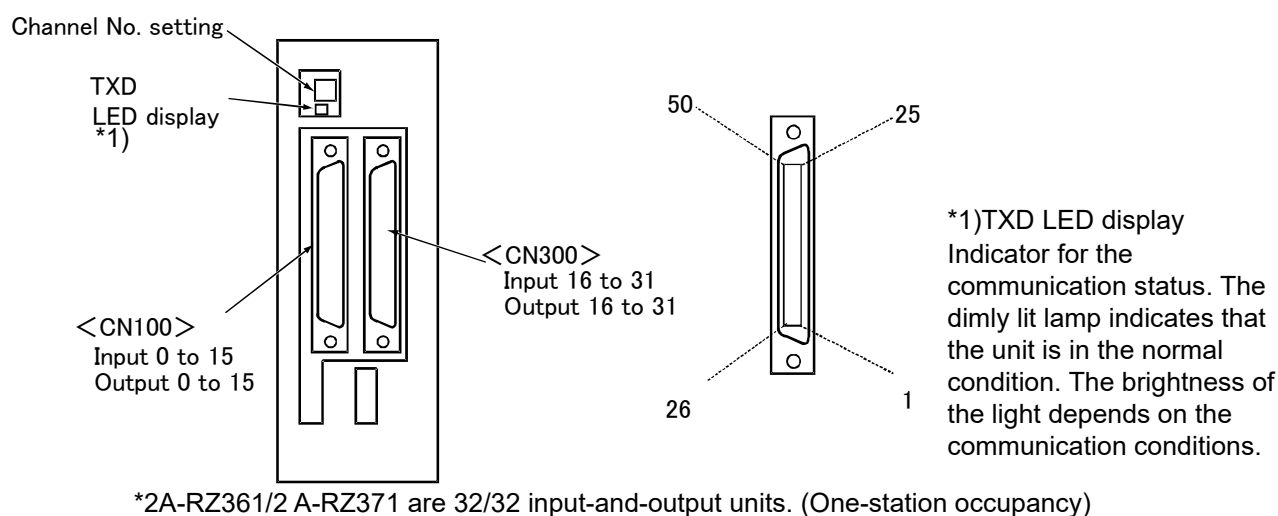 Channel No. setting
TXD
LED display
*1)
<CN100>
Input 0 to 15
Output 0 to 15
<CN300>
Input 16 to 31
Output 16 to 31
50
25
26
1
*1)TXD LED display
Indicator for the
communication status. The
dimly lit lamp indicates that
the unit is in the normal
condition. The brightness of
the light depends on the
communication conditions.
*2A-RZ361/2 A-RZ371 are 32/32 input-and-output units. (One-station occupancy)